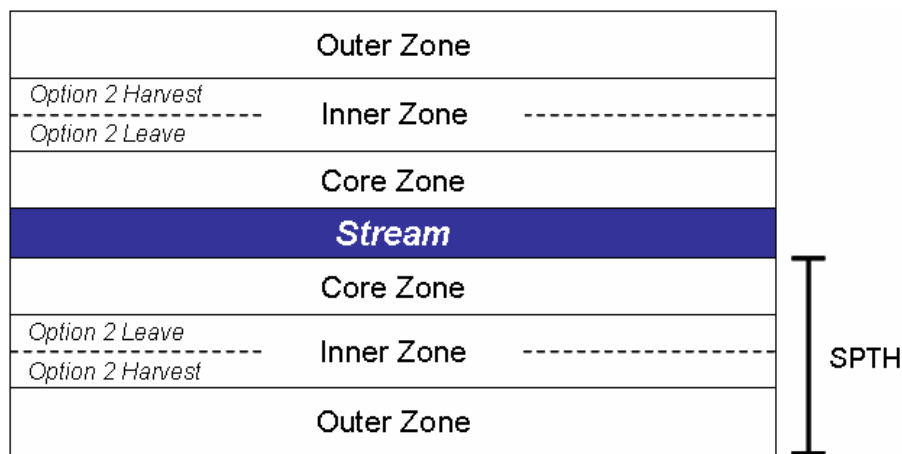 Outer Zone
Option 2 Harvest
Inner Zone
Option 2 Leave
Core Zone
Stream
Core Zone
Option 2 Leave
Inner Zone
Option 2 Harvest
Outer Zone
SPTH